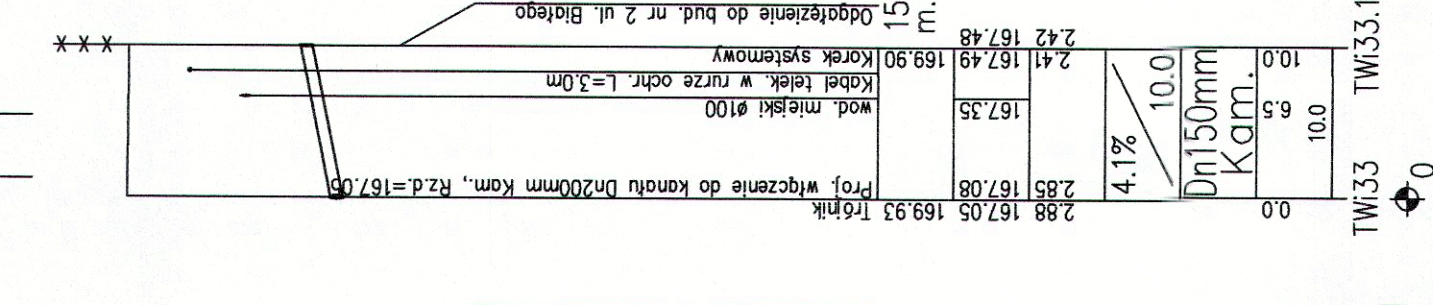 Odgałęzienie do bud. nr 2 ul. Białego
15
m.
Korek systemowy 169.90 167.49 2.41
167.48 2.42
Kabel telek. w rurze ochr. L=3.0m
wod. miejski ø100 167.35
Proj. włączenie do kanału Dn200mm Kam., Rz.d.=167.05 167.08 2.85
Trójnik 169.93 167.05 2.88
4.1%
10.0
Dn150mm
Kam.
0.0
6.5
10.0
10.0
TWi33
TWi33.1
0